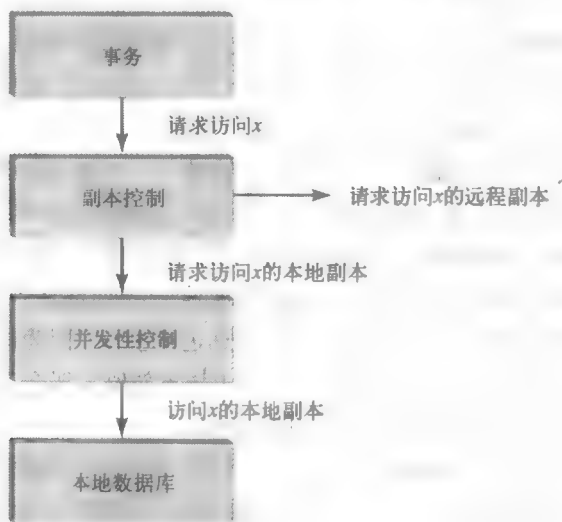 事务
请求访问x
副本控制
请求访问x的远程副本
请求访问x的本地副本
并发性控制
访问x的本地副本
本地数据库